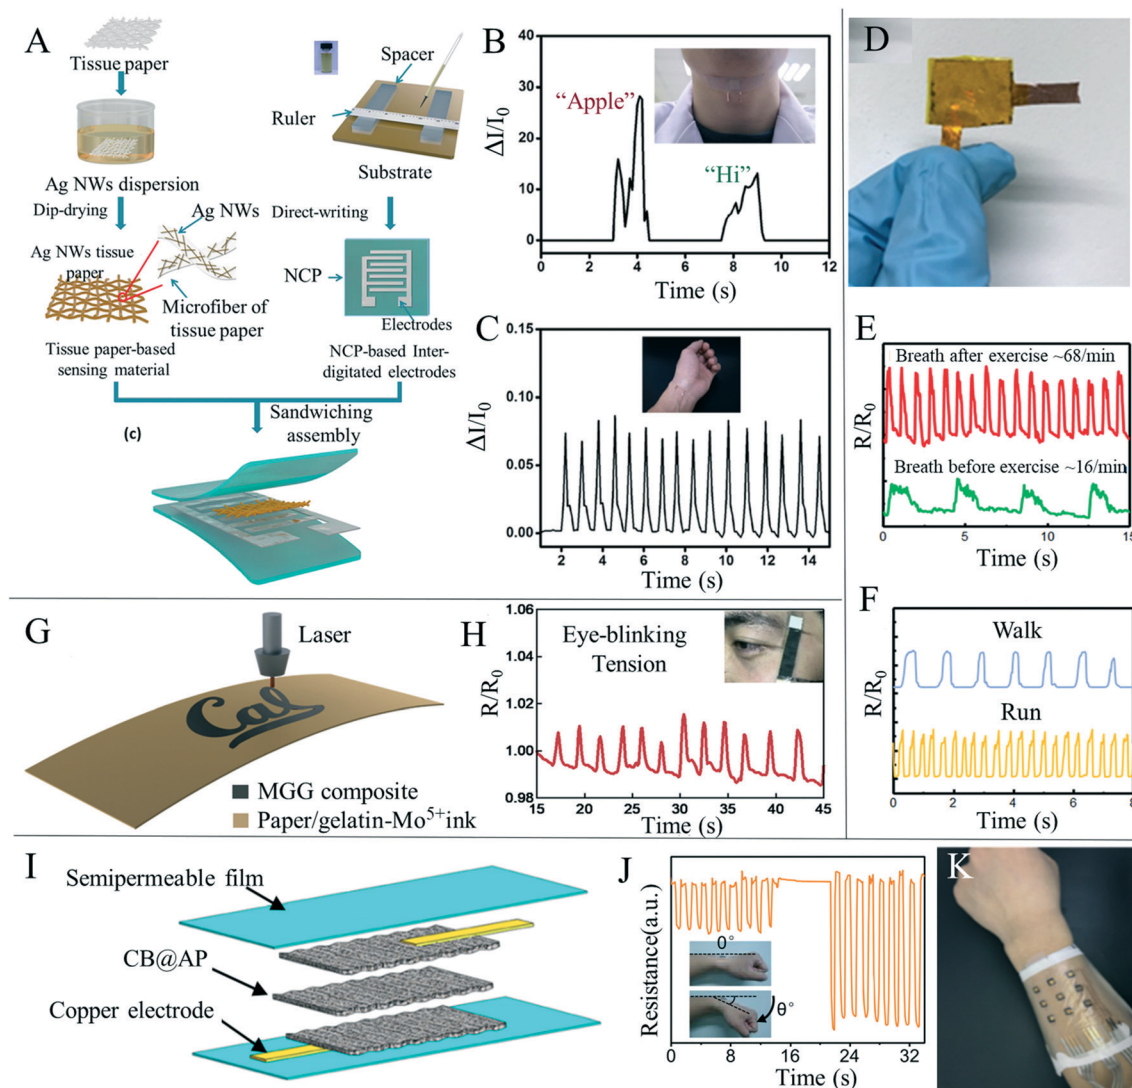 A
Tissue paper
Ag NWs dispersion
Dip-drying
Ag NWs
Ag NWs tissue
paper
Microfiber of
tissue paper
Tissue paper-based
sensing material
Spacer
Ruler
Substrate
Direct-writing
NCP
Electrodes
NCP-based Inter-
digitated electrodes
(c)
Sandwiching
assembly
B
ΔI/I₀
40
30
20
10
0
“Apple”
“Hi”
0 2 4 6 8 10 12
Time (s)
C
ΔI/I₀
0.15
0.10
0.05
0.00
2 4 6 8 10 12 14
Time (s)
D
E
R/R₀
Breath after exercise ~68/min
Breath before exercise ~16/min
0 5 10 15
Time (s)
F
R/R₀
Walk
Run
0 2 4 6 8
Time (s)
G
Laser
Cal
MGG composite
Paper/gelatin-Mo⁵⁺ink
H
R/R₀
1.06
1.04
1.02
1.00
0.98
Eye-blinking
Tension
15 20 25 30 35 40 45
Time (s)
I
Semipermeable film
CB@AP
Copper electrode
J
Resistance(a.u.)
0°
θ°
0 4 8 12 16 20 24 28 32
Time (s)
K